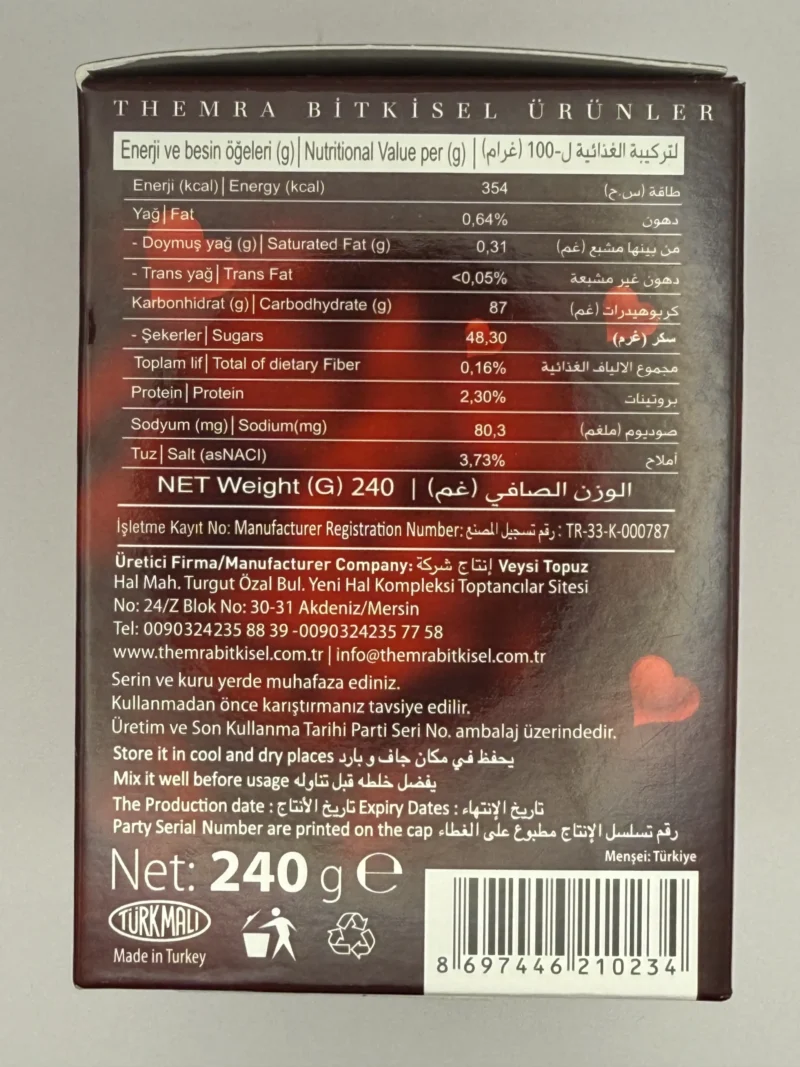 THEMRA BİTKİSEL ÜRÜNLER
Enerji ve besin öğeleri (g) | Nutritional Value per (g) | لتركيبة الغذائية ل-100 (غرام)
Enerji (kcal) | Energy (kcal) 354 طاقة (س.ح)
Yağ | Fat 0,64% دهون
- Doymuş yağ (g) | Saturated Fat (g) 0,31 من بينها مشبع (غم)
- Trans yağ | Trans Fat <0,05% دهون غير مشبعة
Karbonhidrat (g) | Carbodhydrate (g) 87 كربوهيدرات (غم)
- Şekerler | Sugars 48,30 سكر (غرم)
Toplam lif | Total of dietary Fiber 0,16% مجموع الالياف الغذائية
Protein | Protein 2,30% بروتينات
Sodyum (mg) | Sodium(mg) 80,3 صوديوم (ملغم)
Tuz | Salt (asNACI) 3,73% أملاح
NET Weight (G) 240 | الوزن الصافي (غم)
İşletme Kayıt No: Manufacturer Registration Number: رقم تسجيل المصنع : TR-33-K-000787
Üretici Firma/Manufacturer Company: إنتاج شركة Veysi Topuz
Hal Mah. Turgut Özal Bul. Yeni Hal Kompleksi Toptancılar Sitesi
No: 24/Z Blok No: 30-31 Akdeniz/Mersin
Tel: 0090324235 88 39 -0090324235 77 58
www.themrabitkisel.com.tr | info@themrabitkisel.com.tr
Serin ve kuru yerde muhafaza ediniz.
Kullanmadan önce karıştırmanız tavsiye edilir.
Üretim ve Son Kullanma Tarihi Parti Seri No. ambalaj üzerindedir.
Store it in cool and dry places يحفظ في مكان جاف و بارد
Mix it well before usage يفضل خلطه قبل تناوله
The Production date : تاريخ الأنتاج Expiry Dates : تاريخ الإنتهاء
Party Serial Number are printed on the cap رقم تسلسل الإنتاج مطبوع على الغطاء
Menşei: Türkiye
Net: 240 g ℮
TÜRKMALI
Made in Turkey
8 697446 210234